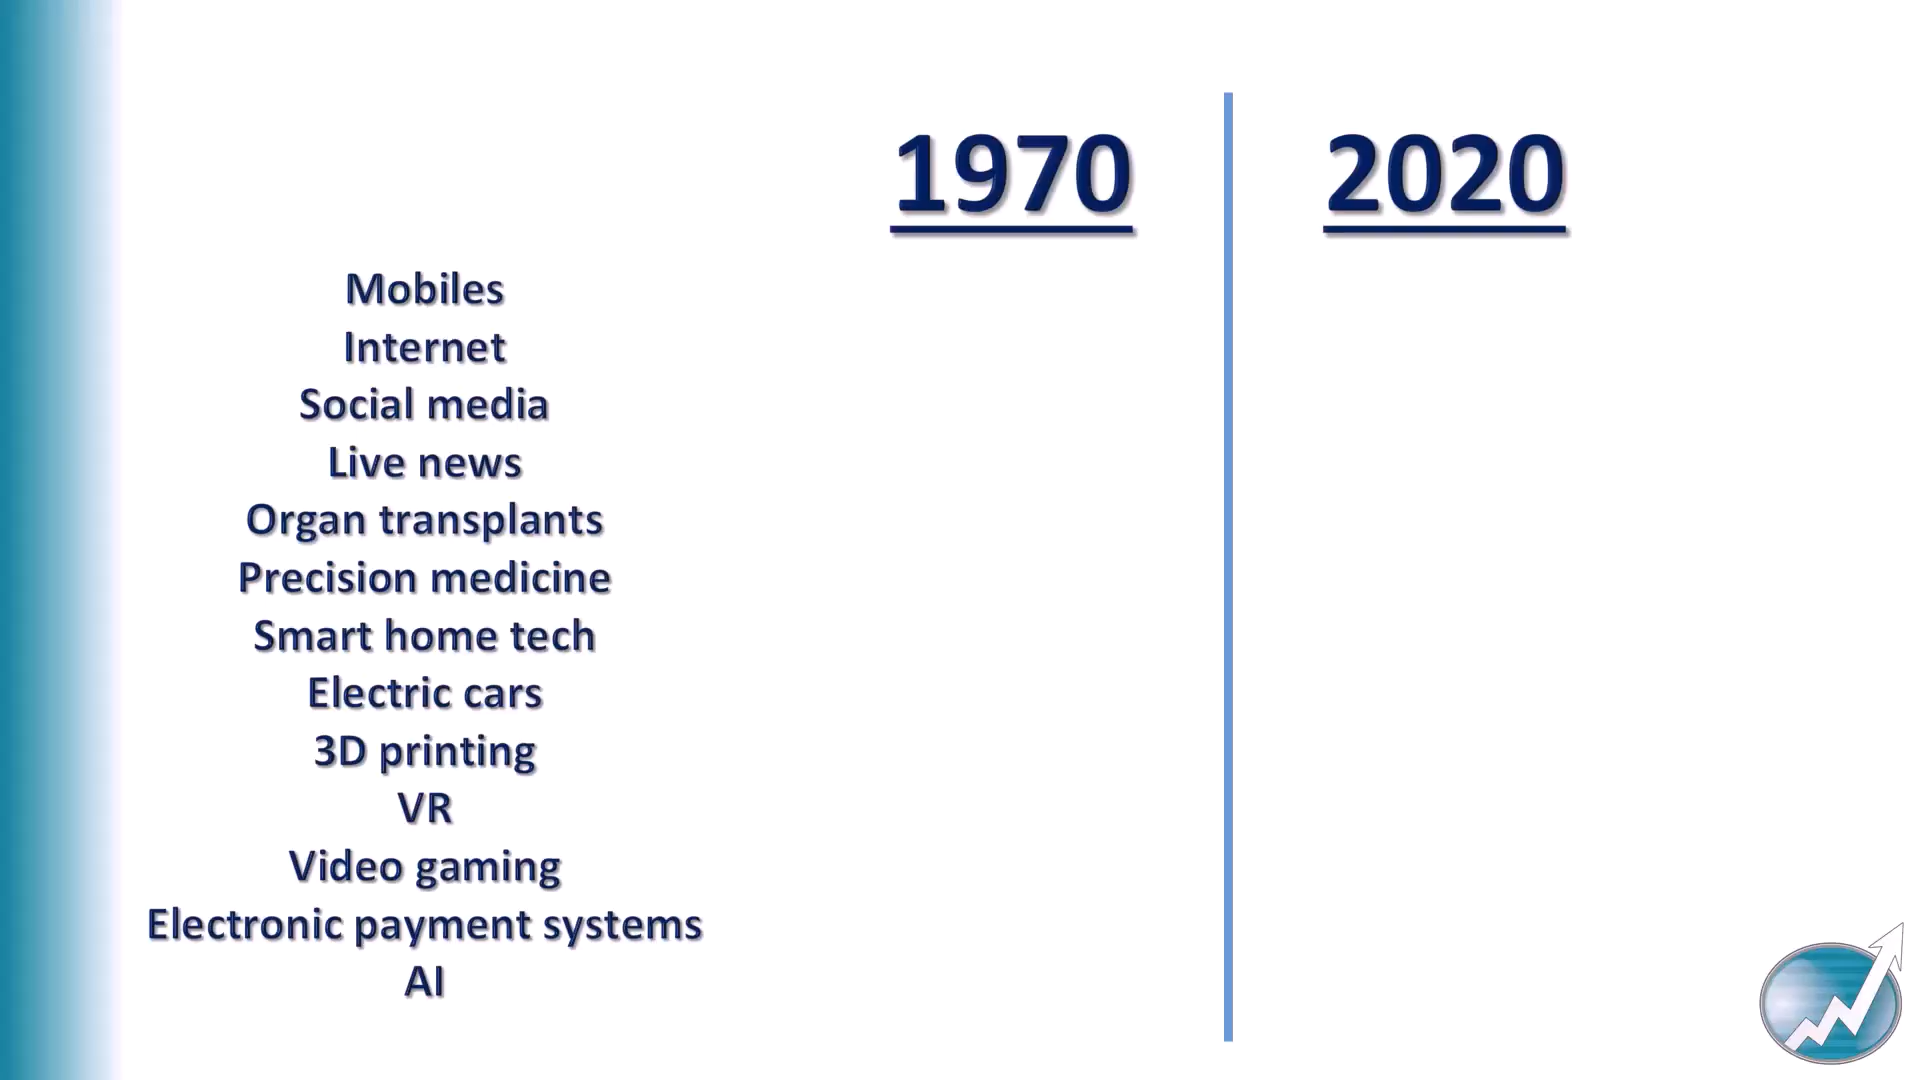 1970
2020
Mobiles
Internet
Social media
Live news
Organ transplants
Precision medicine
Smart home tech
Electric cars
3D printing
VR
Video gaming
Electronic payment systems
AI